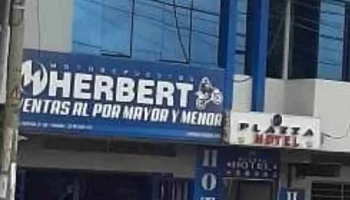 MOTOREPUESTOS
HERBERT
VENTAS AL POR MAYOR Y MENOR
PLAZZA
HOTEL
HOTEL
H
O
T